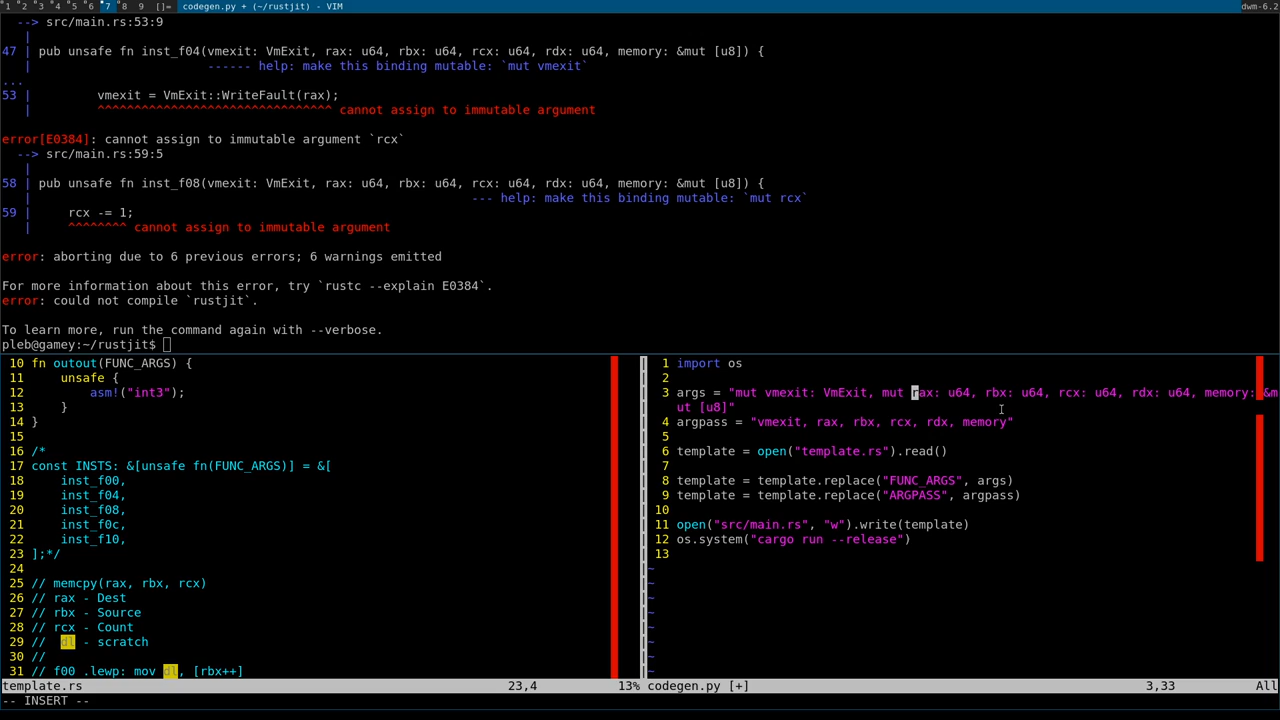 1 2 3 4 5 6 7 8 9 []= codegen.py + (~/rustjit) - VIM dwm-6.2
--> src/main.rs:53:9
|
47 | pub unsafe fn inst_f04(vmexit: VmExit, rax: u64, rbx: u64, rcx: u64, rdx: u64, memory: &mut [u8]) {
| ------ help: make this binding mutable: `mut vmexit`
...
53 | vmexit = VmExit::WriteFault(rax);
| ^^^^^^^^^^^^^^^^^^^^^^^^^^^^^^^^ cannot assign to immutable argument
error[E0384]: cannot assign to immutable argument `rcx`
--> src/main.rs:59:5
|
58 | pub unsafe fn inst_f08(vmexit: VmExit, rax: u64, rbx: u64, rcx: u64, rdx: u64, memory: &mut [u8]) {
| --- help: make this binding mutable: `mut rcx`
59 | rcx -= 1;
| ^^^^^^^^ cannot assign to immutable argument
error: aborting due to 6 previous errors; 6 warnings emitted
For more information about this error, try `rustc --explain E0384`.
error: could not compile `rustjit`.
To learn more, run the command again with --verbose.
pleb@gamey:~/rustjit$
10 fn outout(FUNC_ARGS) {
11 unsafe {
12 asm!("int3");
13 }
14 }
15
16 /*
17 const INSTS: &[unsafe fn(FUNC_ARGS)] = &[
18 inst_f00,
19 inst_f04,
20 inst_f08,
21 inst_f0c,
22 inst_f10,
23 ];*/
24
25 // memcpy(rax, rbx, rcx)
26 // rax - Dest
27 // rbx - Source
28 // rcx - Count
29 // dl - scratch
30 //
31 // f00 .lewp: mov dl, [rbx++]
template.rs 23,4 13%
-- INSERT --
1 import os
2
3 args = "mut vmexit: VmExit, mut rax: u64, rbx: u64, rcx: u64, rdx: u64, memory: &m
ut [u8]"
4 argpass = "vmexit, rax, rbx, rcx, rdx, memory"
5
6 template = open("template.rs").read()
7
8 template = template.replace("FUNC_ARGS", args)
9 template = template.replace("ARGPASS", argpass)
10
11 open("src/main.rs", "w").write(template)
12 os.system("cargo run --release")
13
~
~
~
~
~
~
~
~
codegen.py [+] 3,33 All